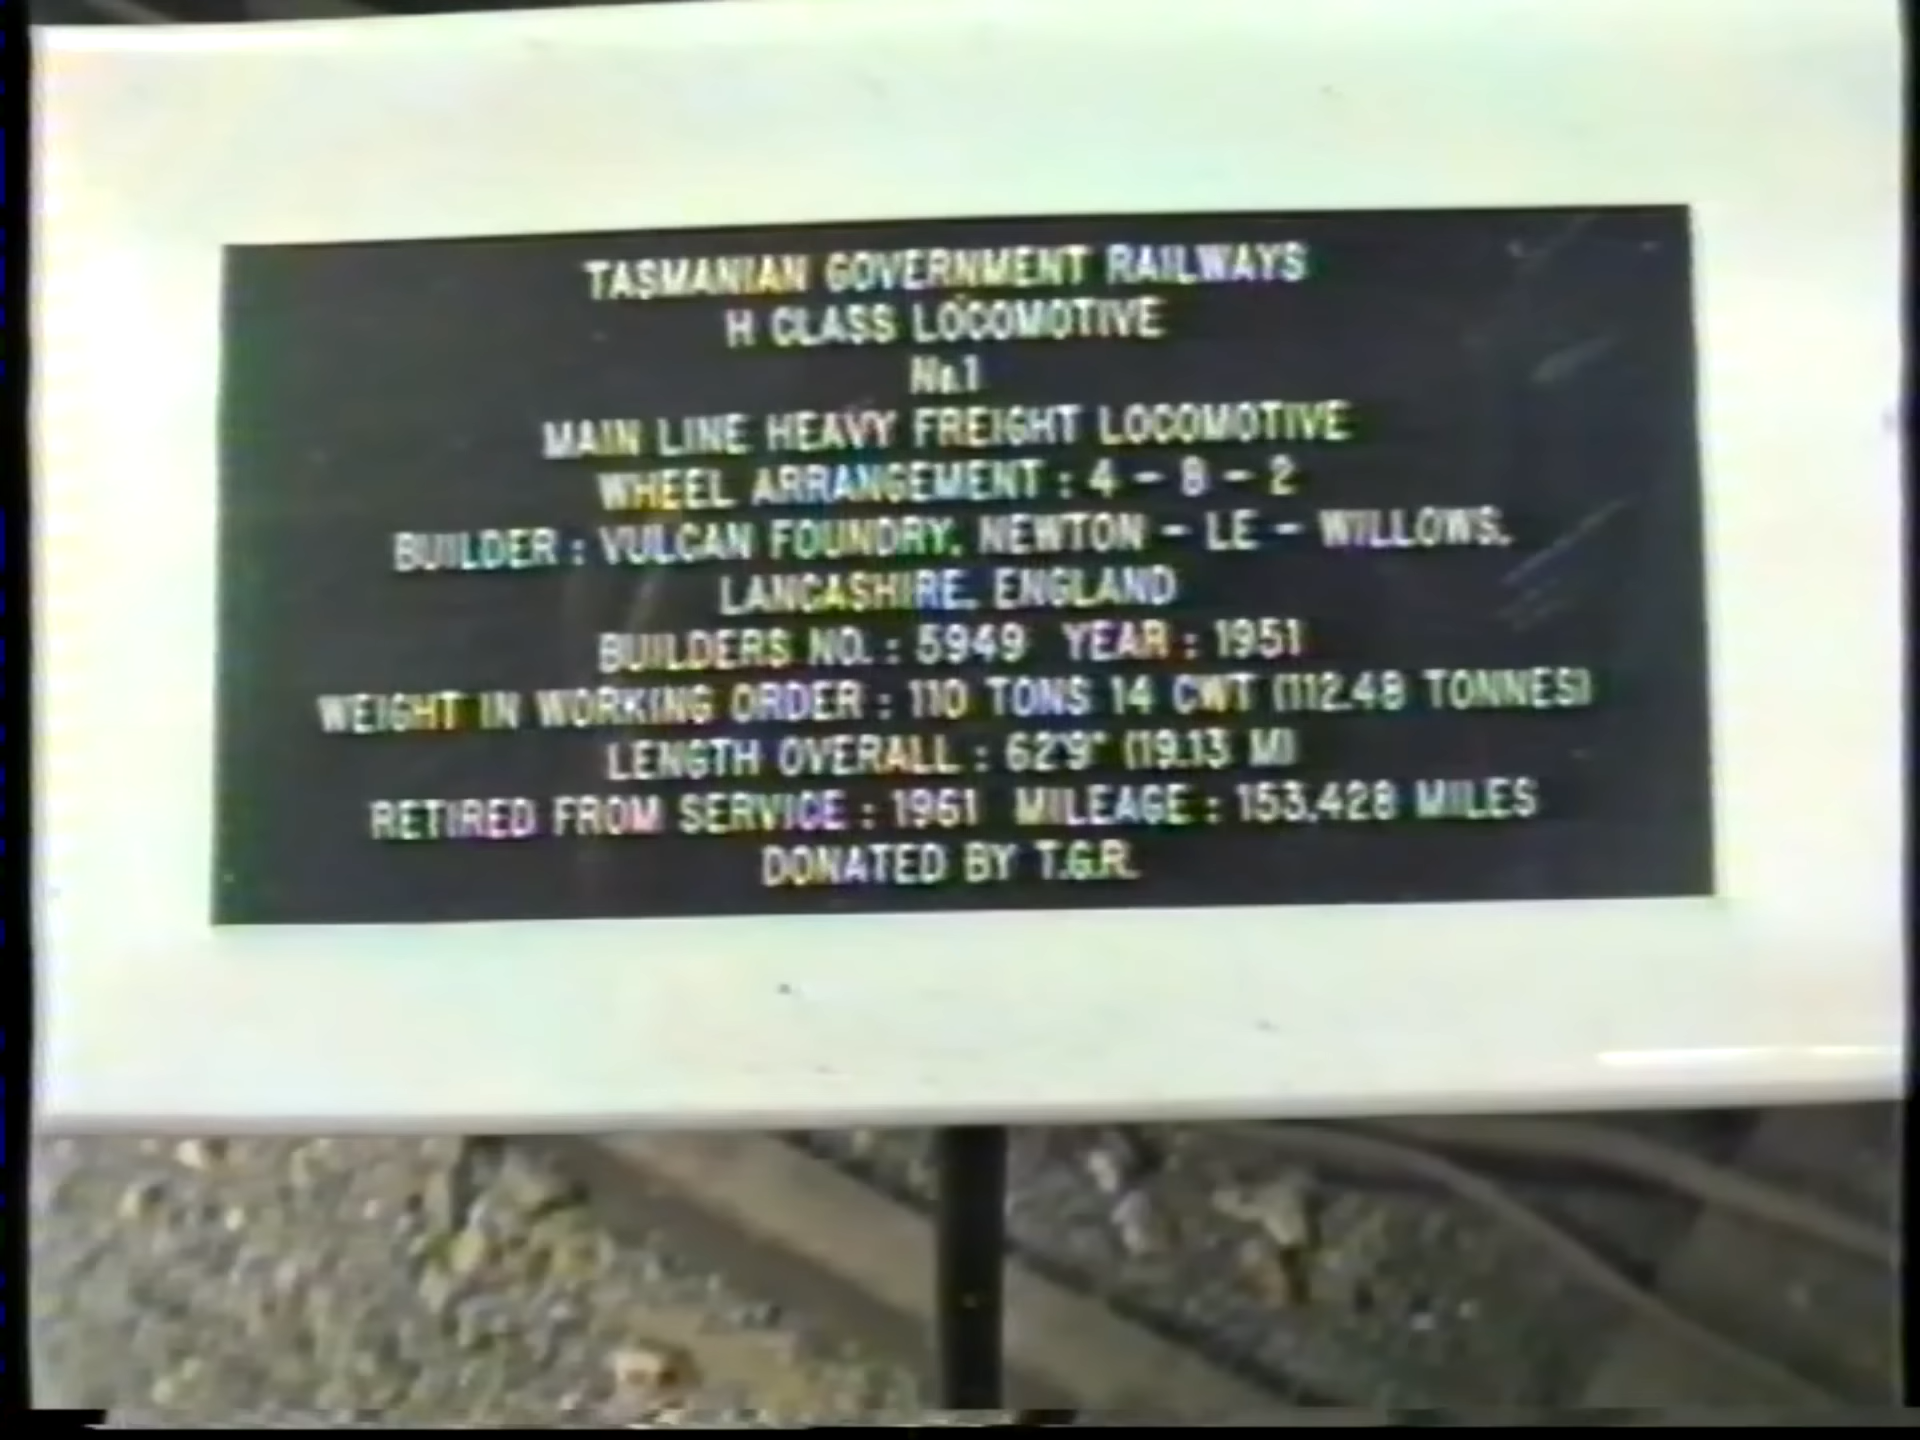 TASMANIAN GOVERNMENT RAILWAYS
H CLASS LOCOMOTIVE
No.1
MAIN LINE HEAVY FREIGHT LOCOMOTIVE
WHEEL ARRANGEMENT : 4 - 8 - 2
BUILDER : VULCAN FOUNDRY, NEWTON - LE - WILLOWS,
LANCASHIRE, ENGLAND
BUILDERS NO. : 5949 YEAR : 1951
WEIGHT IN WORKING ORDER : 110 TONS 14 CWT (112.48 TONNES)
LENGTH OVERALL : 62'9" (19.13 M)
RETIRED FROM SERVICE : 1961 MILEAGE : 153,428 MILES
DONATED BY T.G.R.